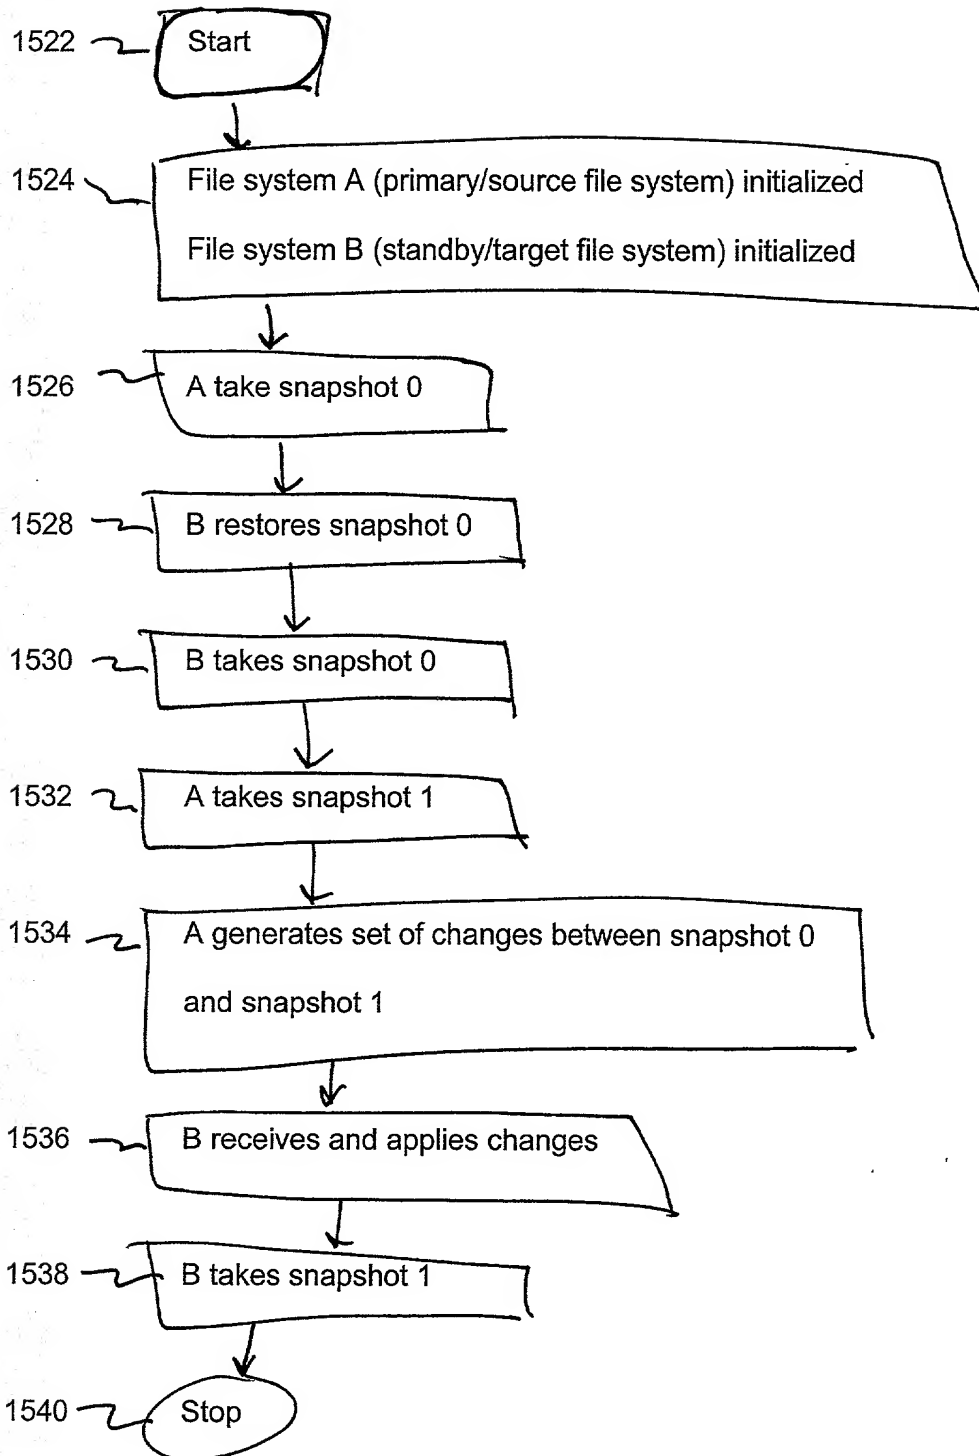 1522 Start
1524 File system A (primary/source file system) initialized
File system B (standby/target file system) initialized
1526 A take snapshot 0
1528 B restores snapshot 0
1530 B takes snapshot 0
1532 A takes snapshot 1
1534 A generates set of changes between snapshot 0
and snapshot 1
1536 B receives and applies changes
1538 B takes snapshot 1
1540 Stop